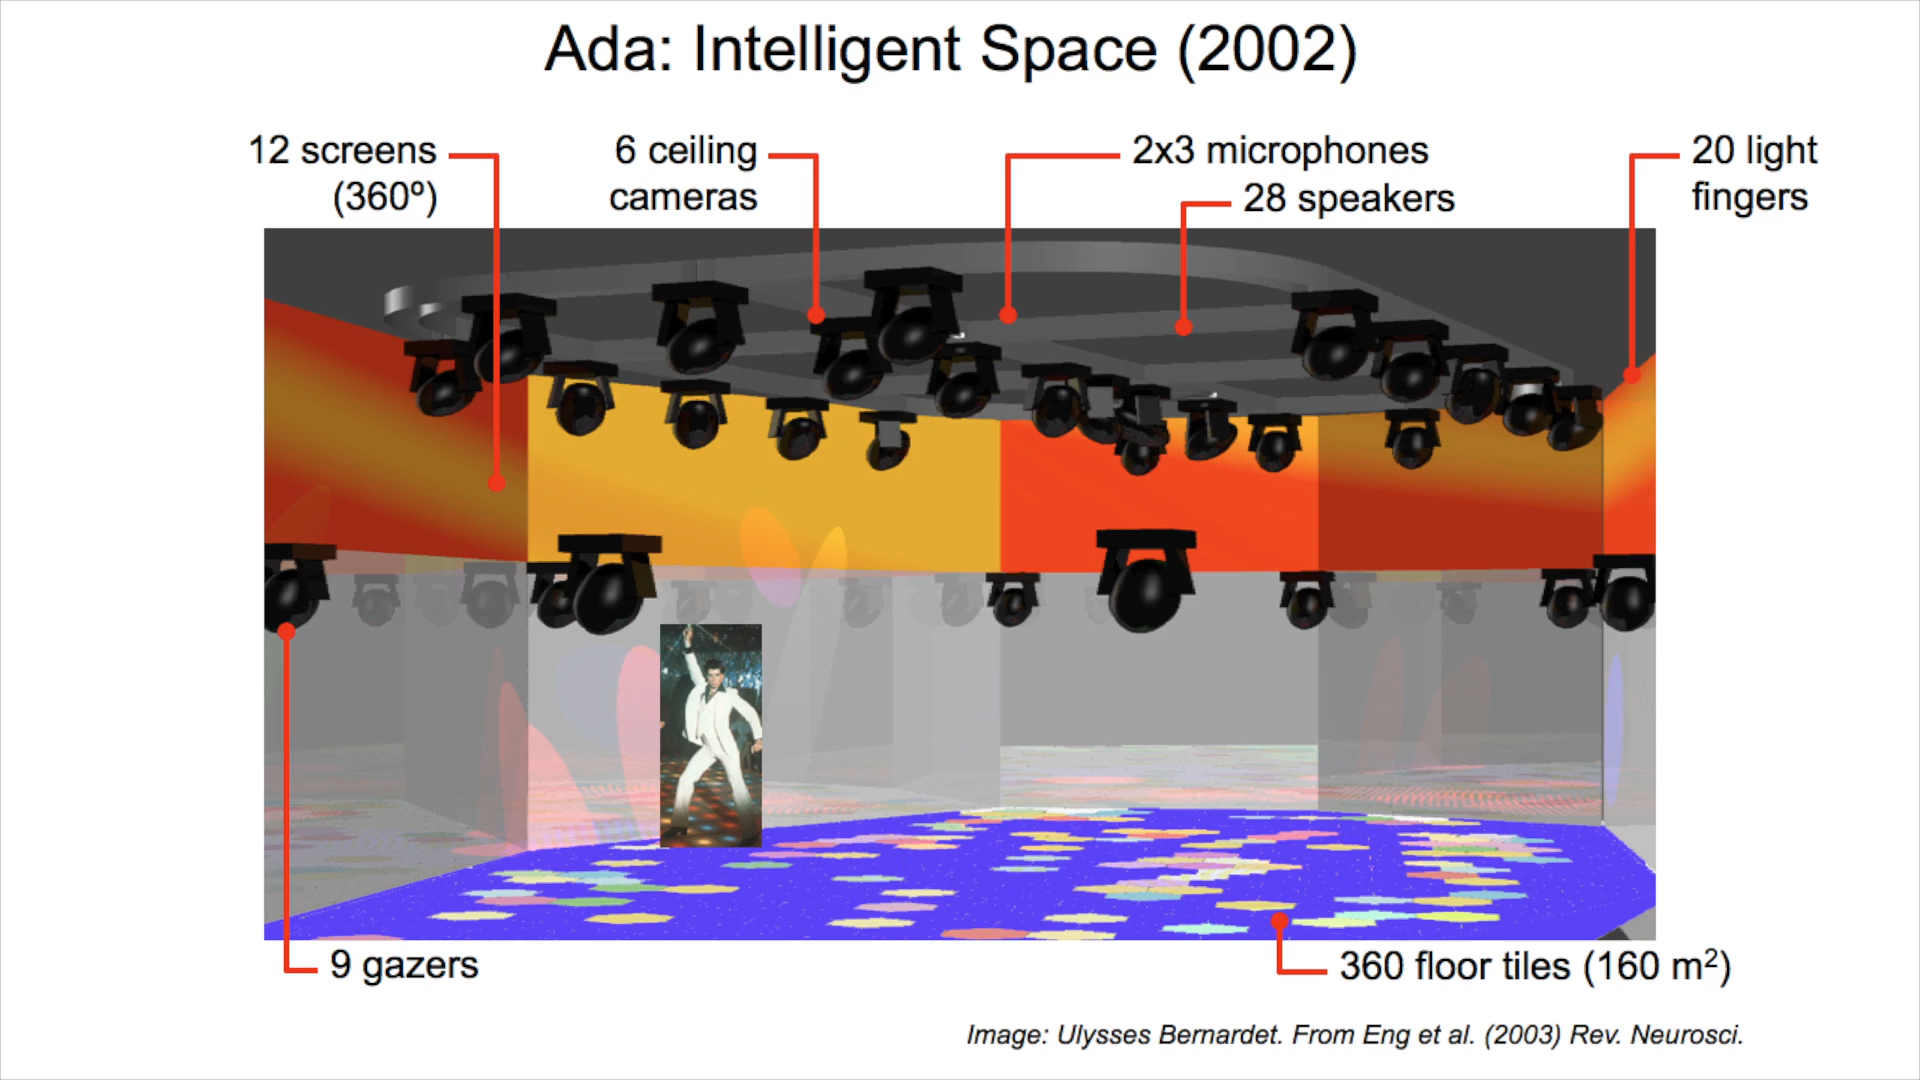 Ada: Intelligent Space (2002)
12 screens
(360º)
6 ceiling
cameras
2x3 microphones
28 speakers
20 light
fingers
9 gazers
360 floor tiles (160 m²)
Image: Ulysses Bernardet. From Eng et al. (2003) Rev. Neurosci.